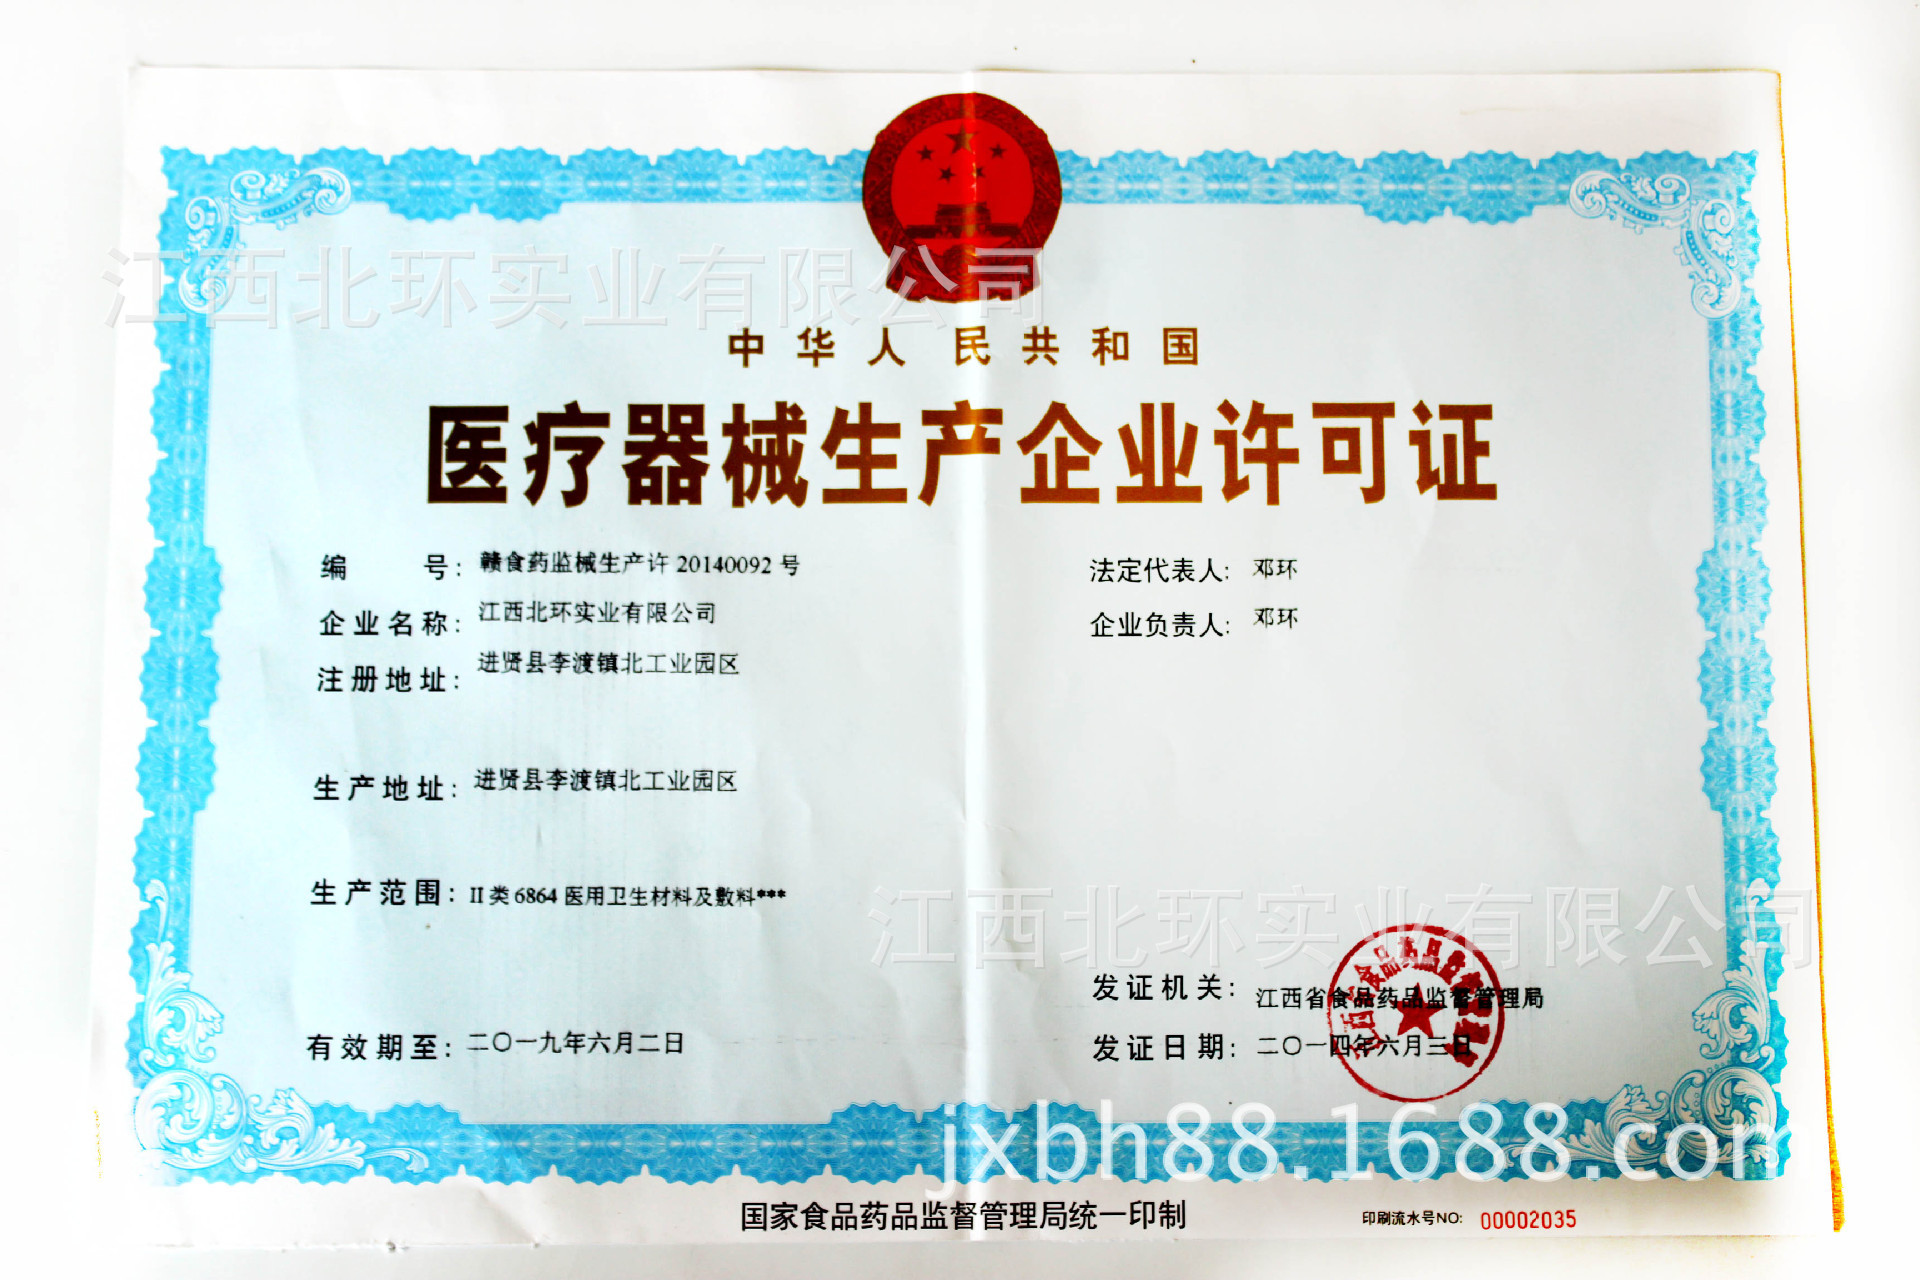 江西北环实业有限公司
中华人民共和国
医疗器械生产企业许可证
编 号: 赣食药监械生产许 20140092 号
法定代表人: 邓环
企业名称: 江西北环实业有限公司
企业负责人: 邓环
注册地址: 进贤县李渡镇北工业园区
生产地址: 进贤县李渡镇北工业园区
生产范围: II 类 6864 医用卫生材料及敷料***
江西北环实业有限公司
发证机关: 江西省食品药品监督管理局
有效期至: 二〇一九年六月二日
发证日期: 二〇一四年六月三日
jxbh88.1688.com
国家食品药品监督管理局统一印制
印刷流水号NO: 00002035